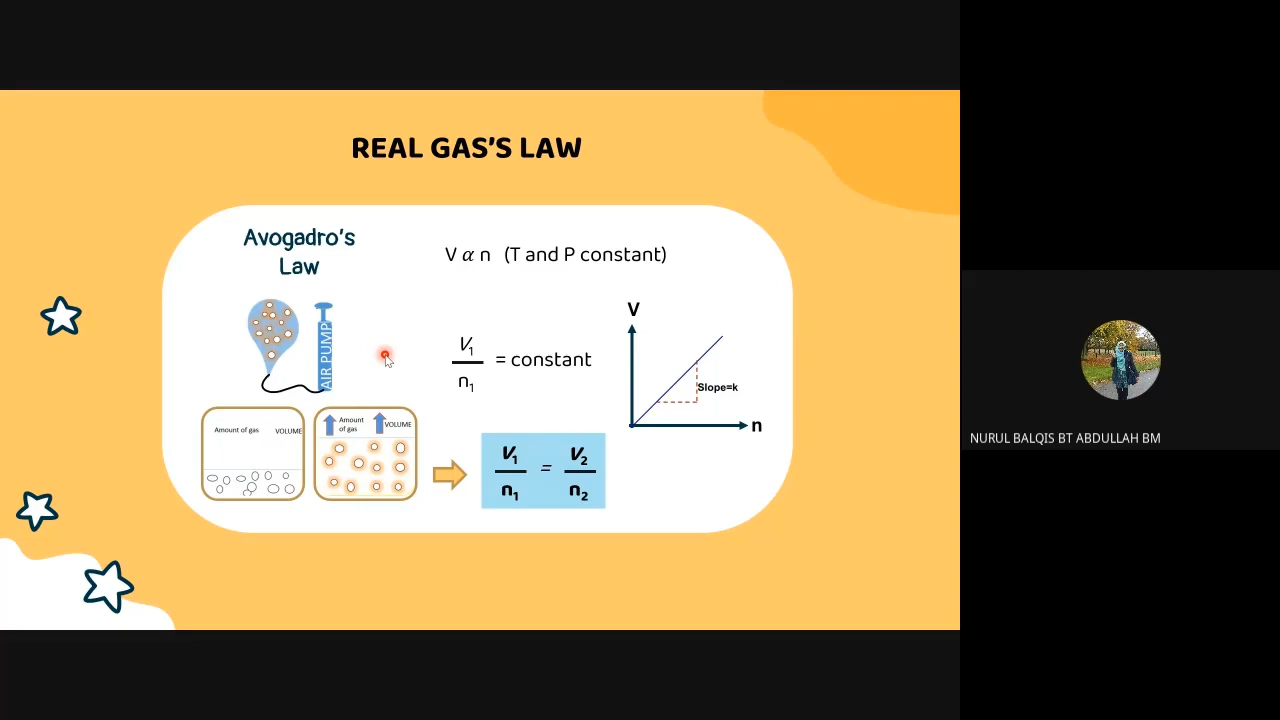 REAL GAS'S LAW
Avogadro's
Law
V α n (T and P constant)
AIR PUMP
V₁
n₁
= constant
V
Slope=k
n
Amount of gas
VOLUME
Amount
of gas
VOLUME
V₁
n₁
=
V₂
n₂
NURUL BALQIS BT ABDULLAH BM